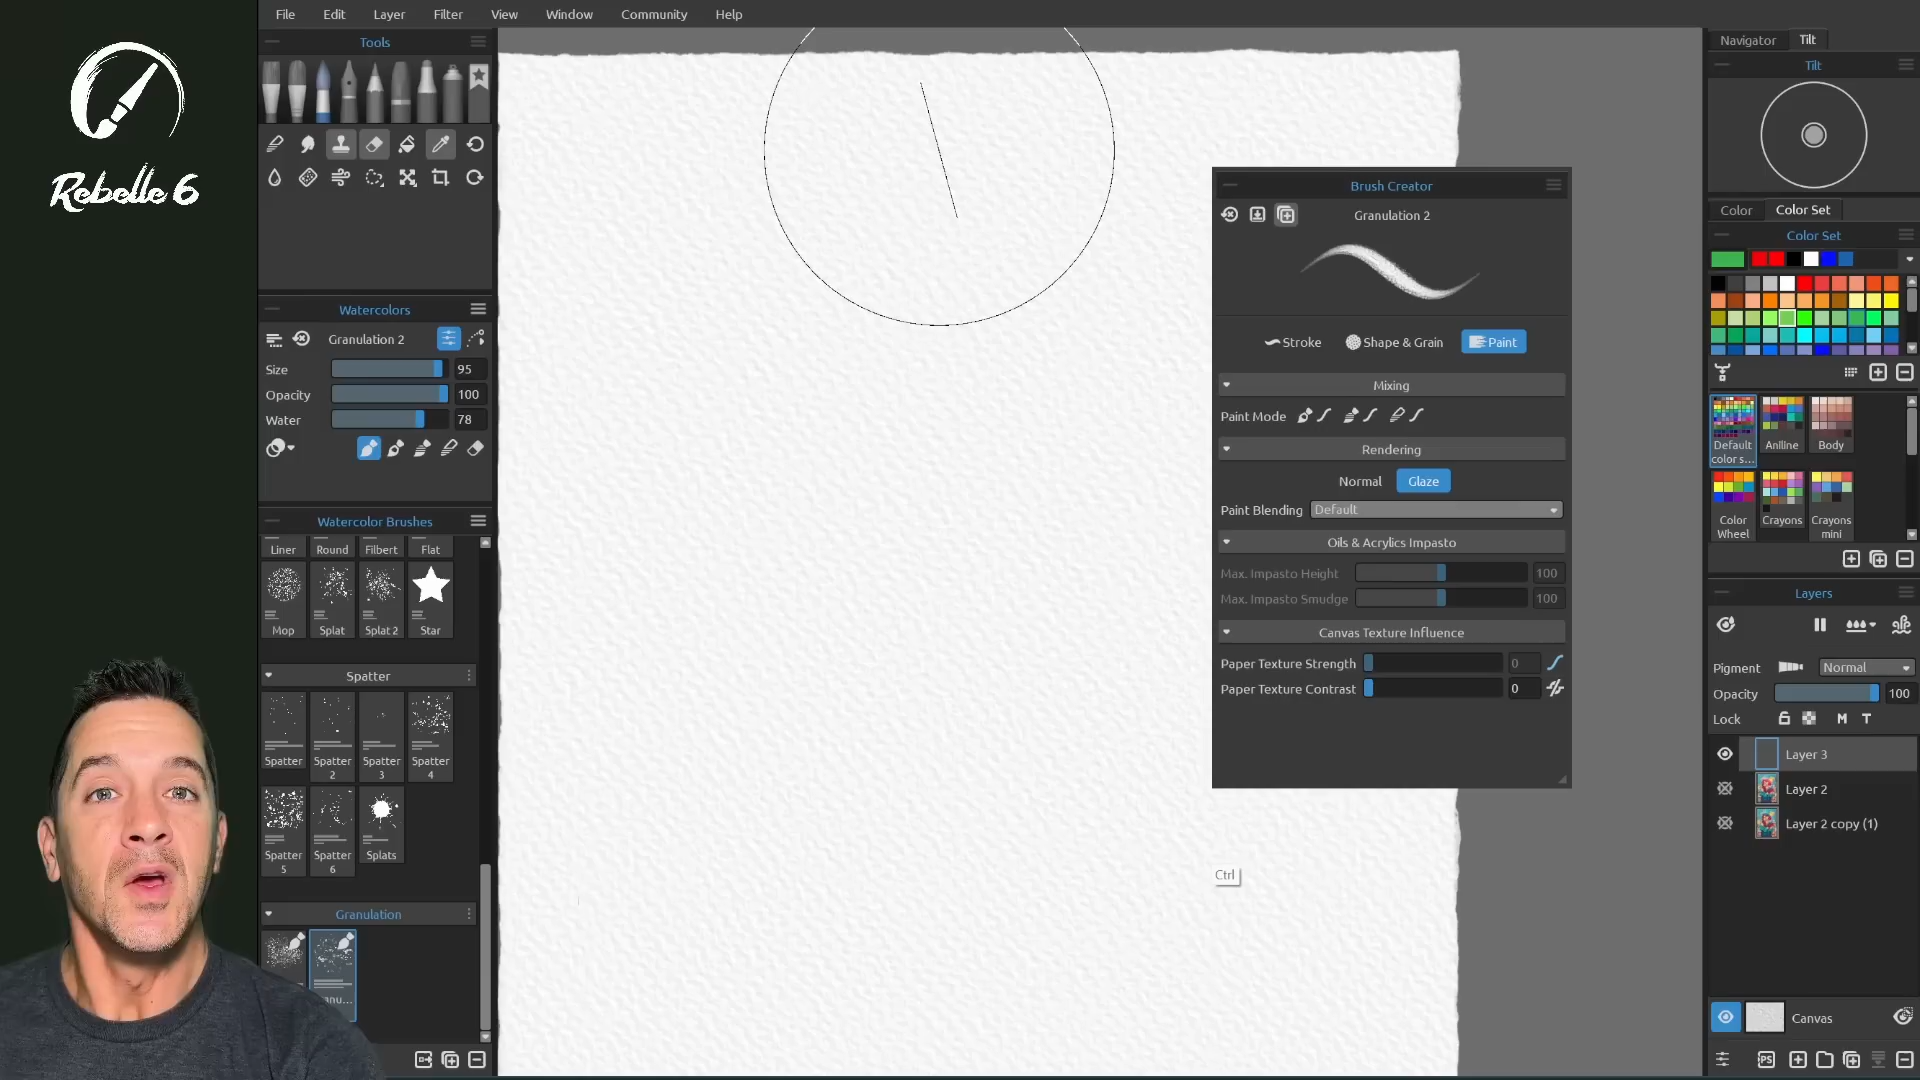 File Edit Layer Filter View Window Community Help
Rebelle 6
Tools
Watercolors
Granulation 2
Size 95
Opacity 100
Water 78
Watercolor Brushes
Liner Round Filbert Flat
Mop Splat Splat 2 Star
Spatter
Spatter Spatter 2 Spatter 3 Spatter 4
Spatter 5 Spatter 6 Splats
Granulation
Brush Creator
Granulation 2
Stroke Shape & Grain Paint
Mixing
Paint Mode
Rendering
Normal Glaze
Paint Blending Default
Oils & Acrylics Impasto
Max. Impasto Height 100
Max. Impasto Smudge 100
Canvas Texture Influence
Paper Texture Strength 0
Paper Texture Contrast 0
Ctrl
Navigator Tilt
Tilt
Color Color Set
Color Set
Default color s... Aniline Body
Color Wheel Crayons Crayons mini
Layers
Pigment Normal
Opacity 100
Lock M T
Layer 3
Layer 2
Layer 2 copy (1)
Canvas
PS